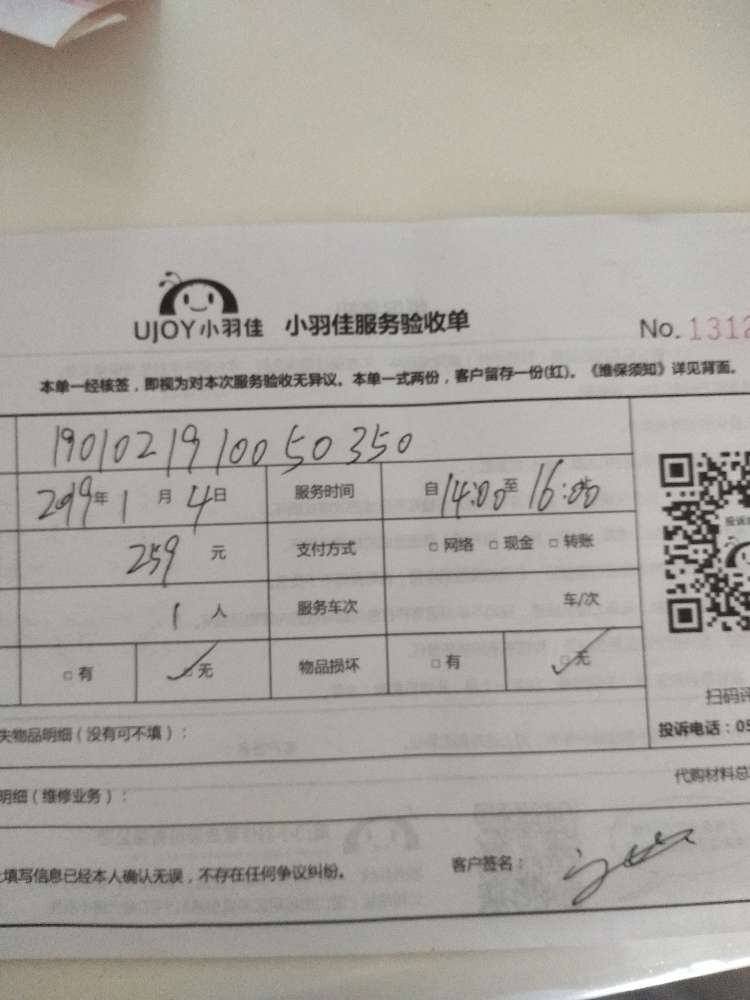 UJOY小羽佳 小羽佳服务验收单 No.1312
本单一经核签，即视为对本次服务验收无异议。本单一式两份，客户留存一份(红)。《维保须知》详见背面。
1901021910050350
2019年1月4日 服务时间 自14:00至16:00
259元 支付方式 □网络 □现金 □转账
1人 服务车次 车/次
□有 □无 物品损坏 □有 □无
扫码评
失物品明细（没有可不填）： 投诉电话：05
明细（维修业务）： 代购材料总
填写信息已经本人确认无误，不存在任何争议纠纷。 客户签名：